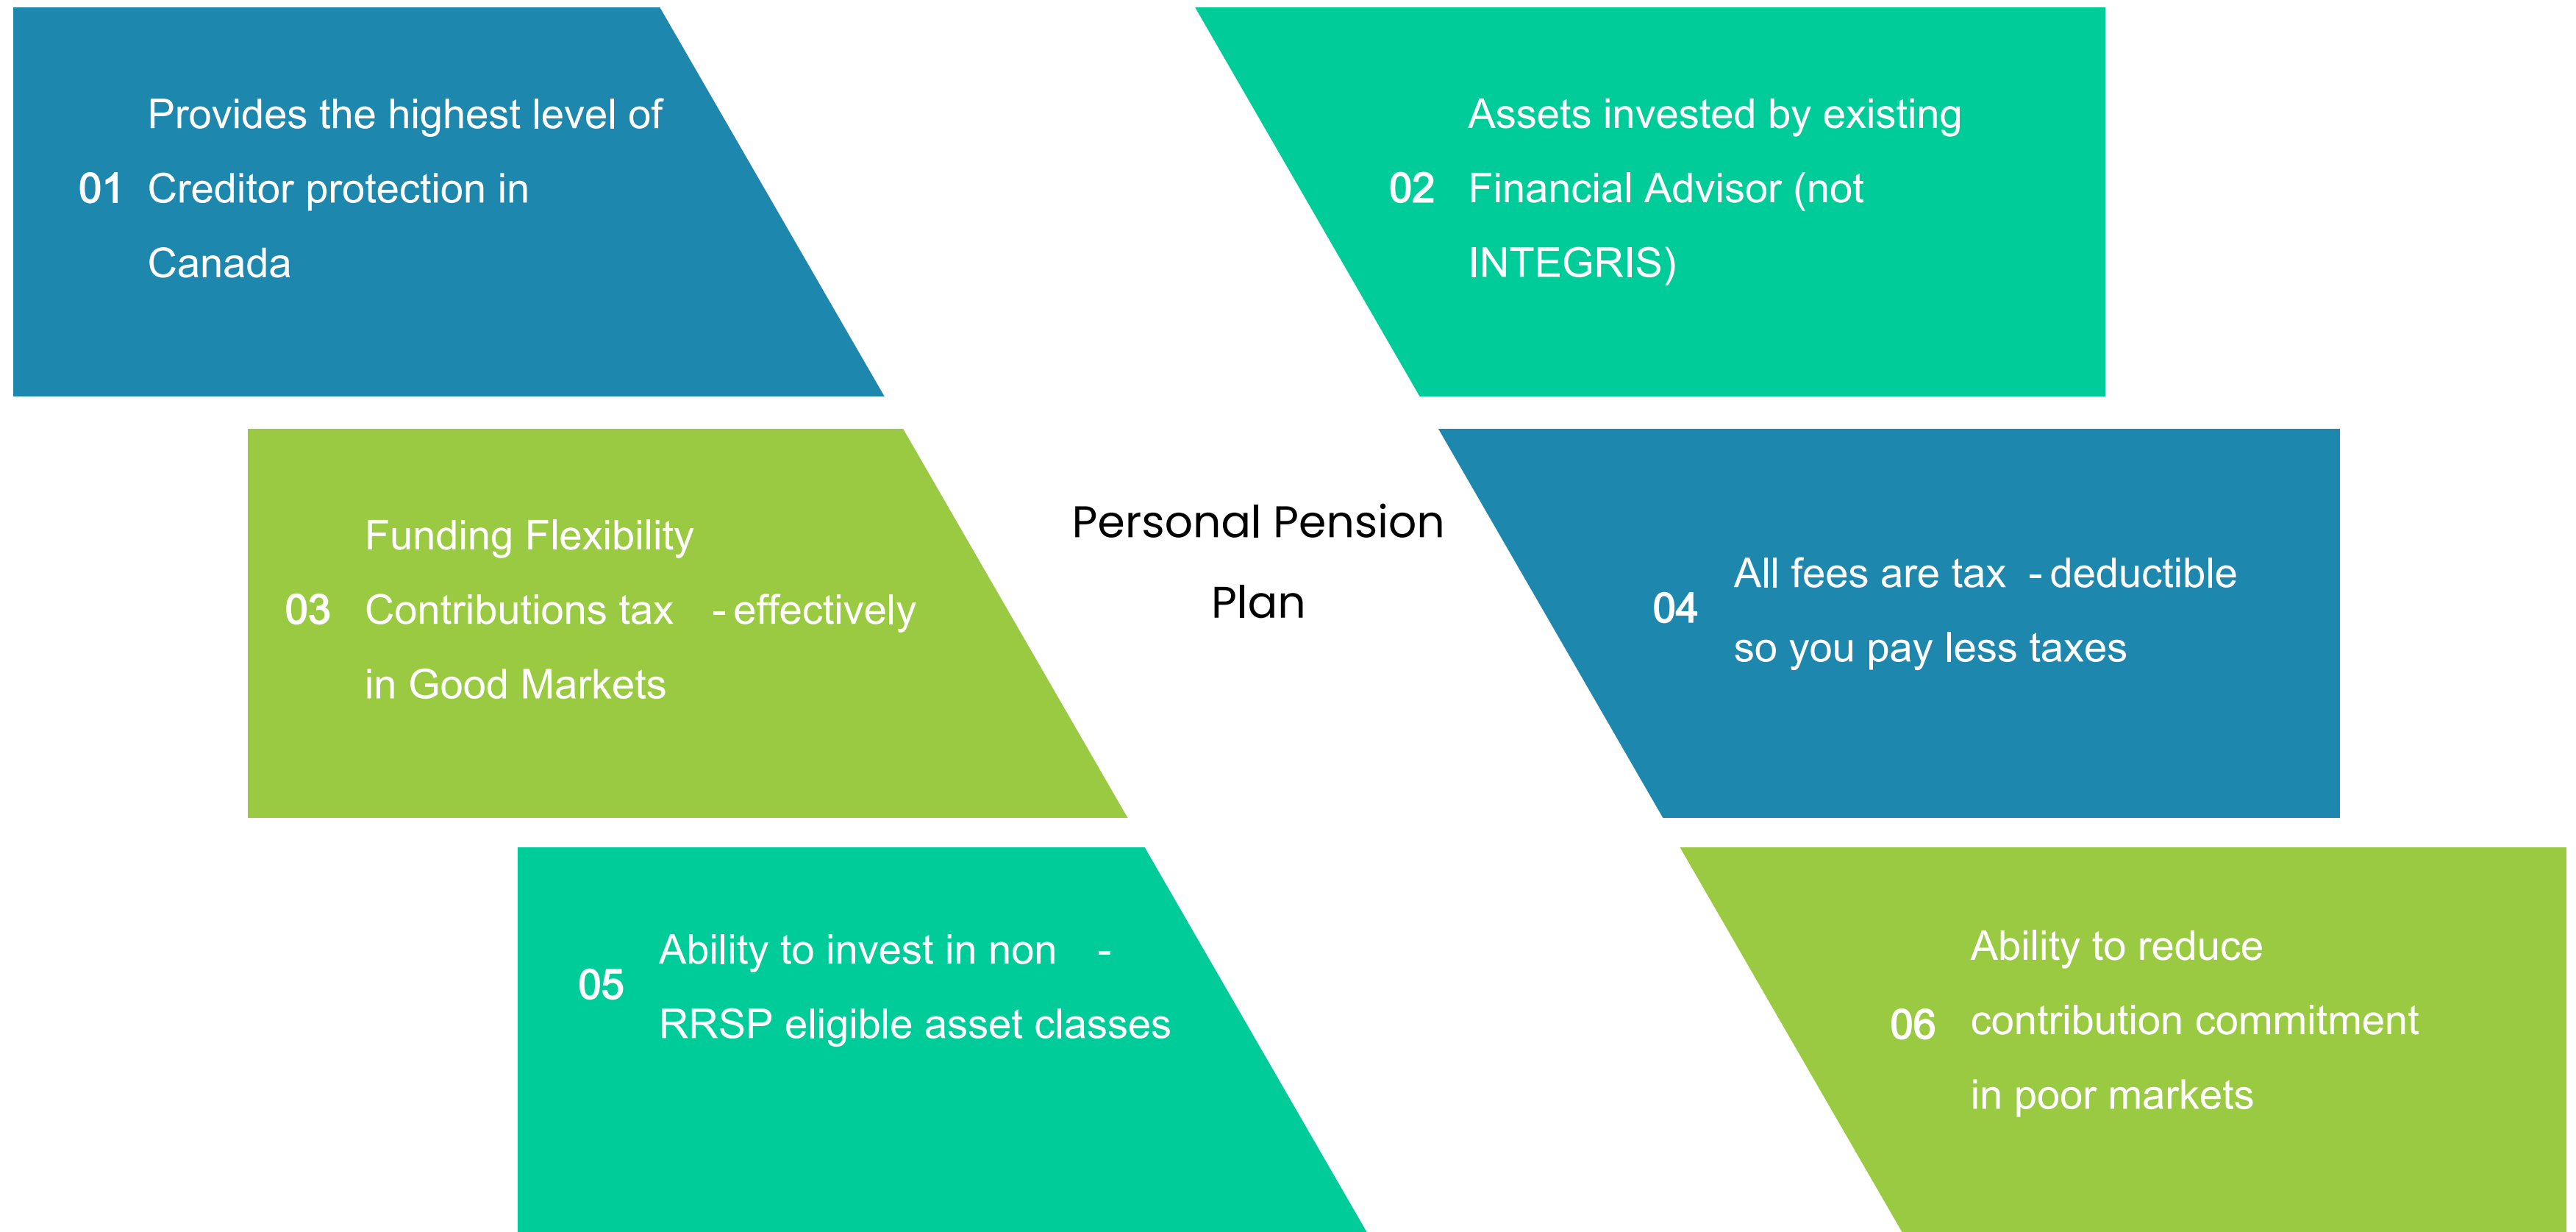 01
Provides the highest level of
Creditor protection in
Canada
02
Assets invested by existing
Financial Advisor (not
INTEGRIS)
03
Funding Flexibility
Contributions tax -effectively
in Good Markets
Personal Pension
Plan
04
All fees are tax -deductible
so you pay less taxes
05
Ability to invest in non -
RRSP eligible asset classes
06
Ability to reduce
contribution commitment
in poor markets